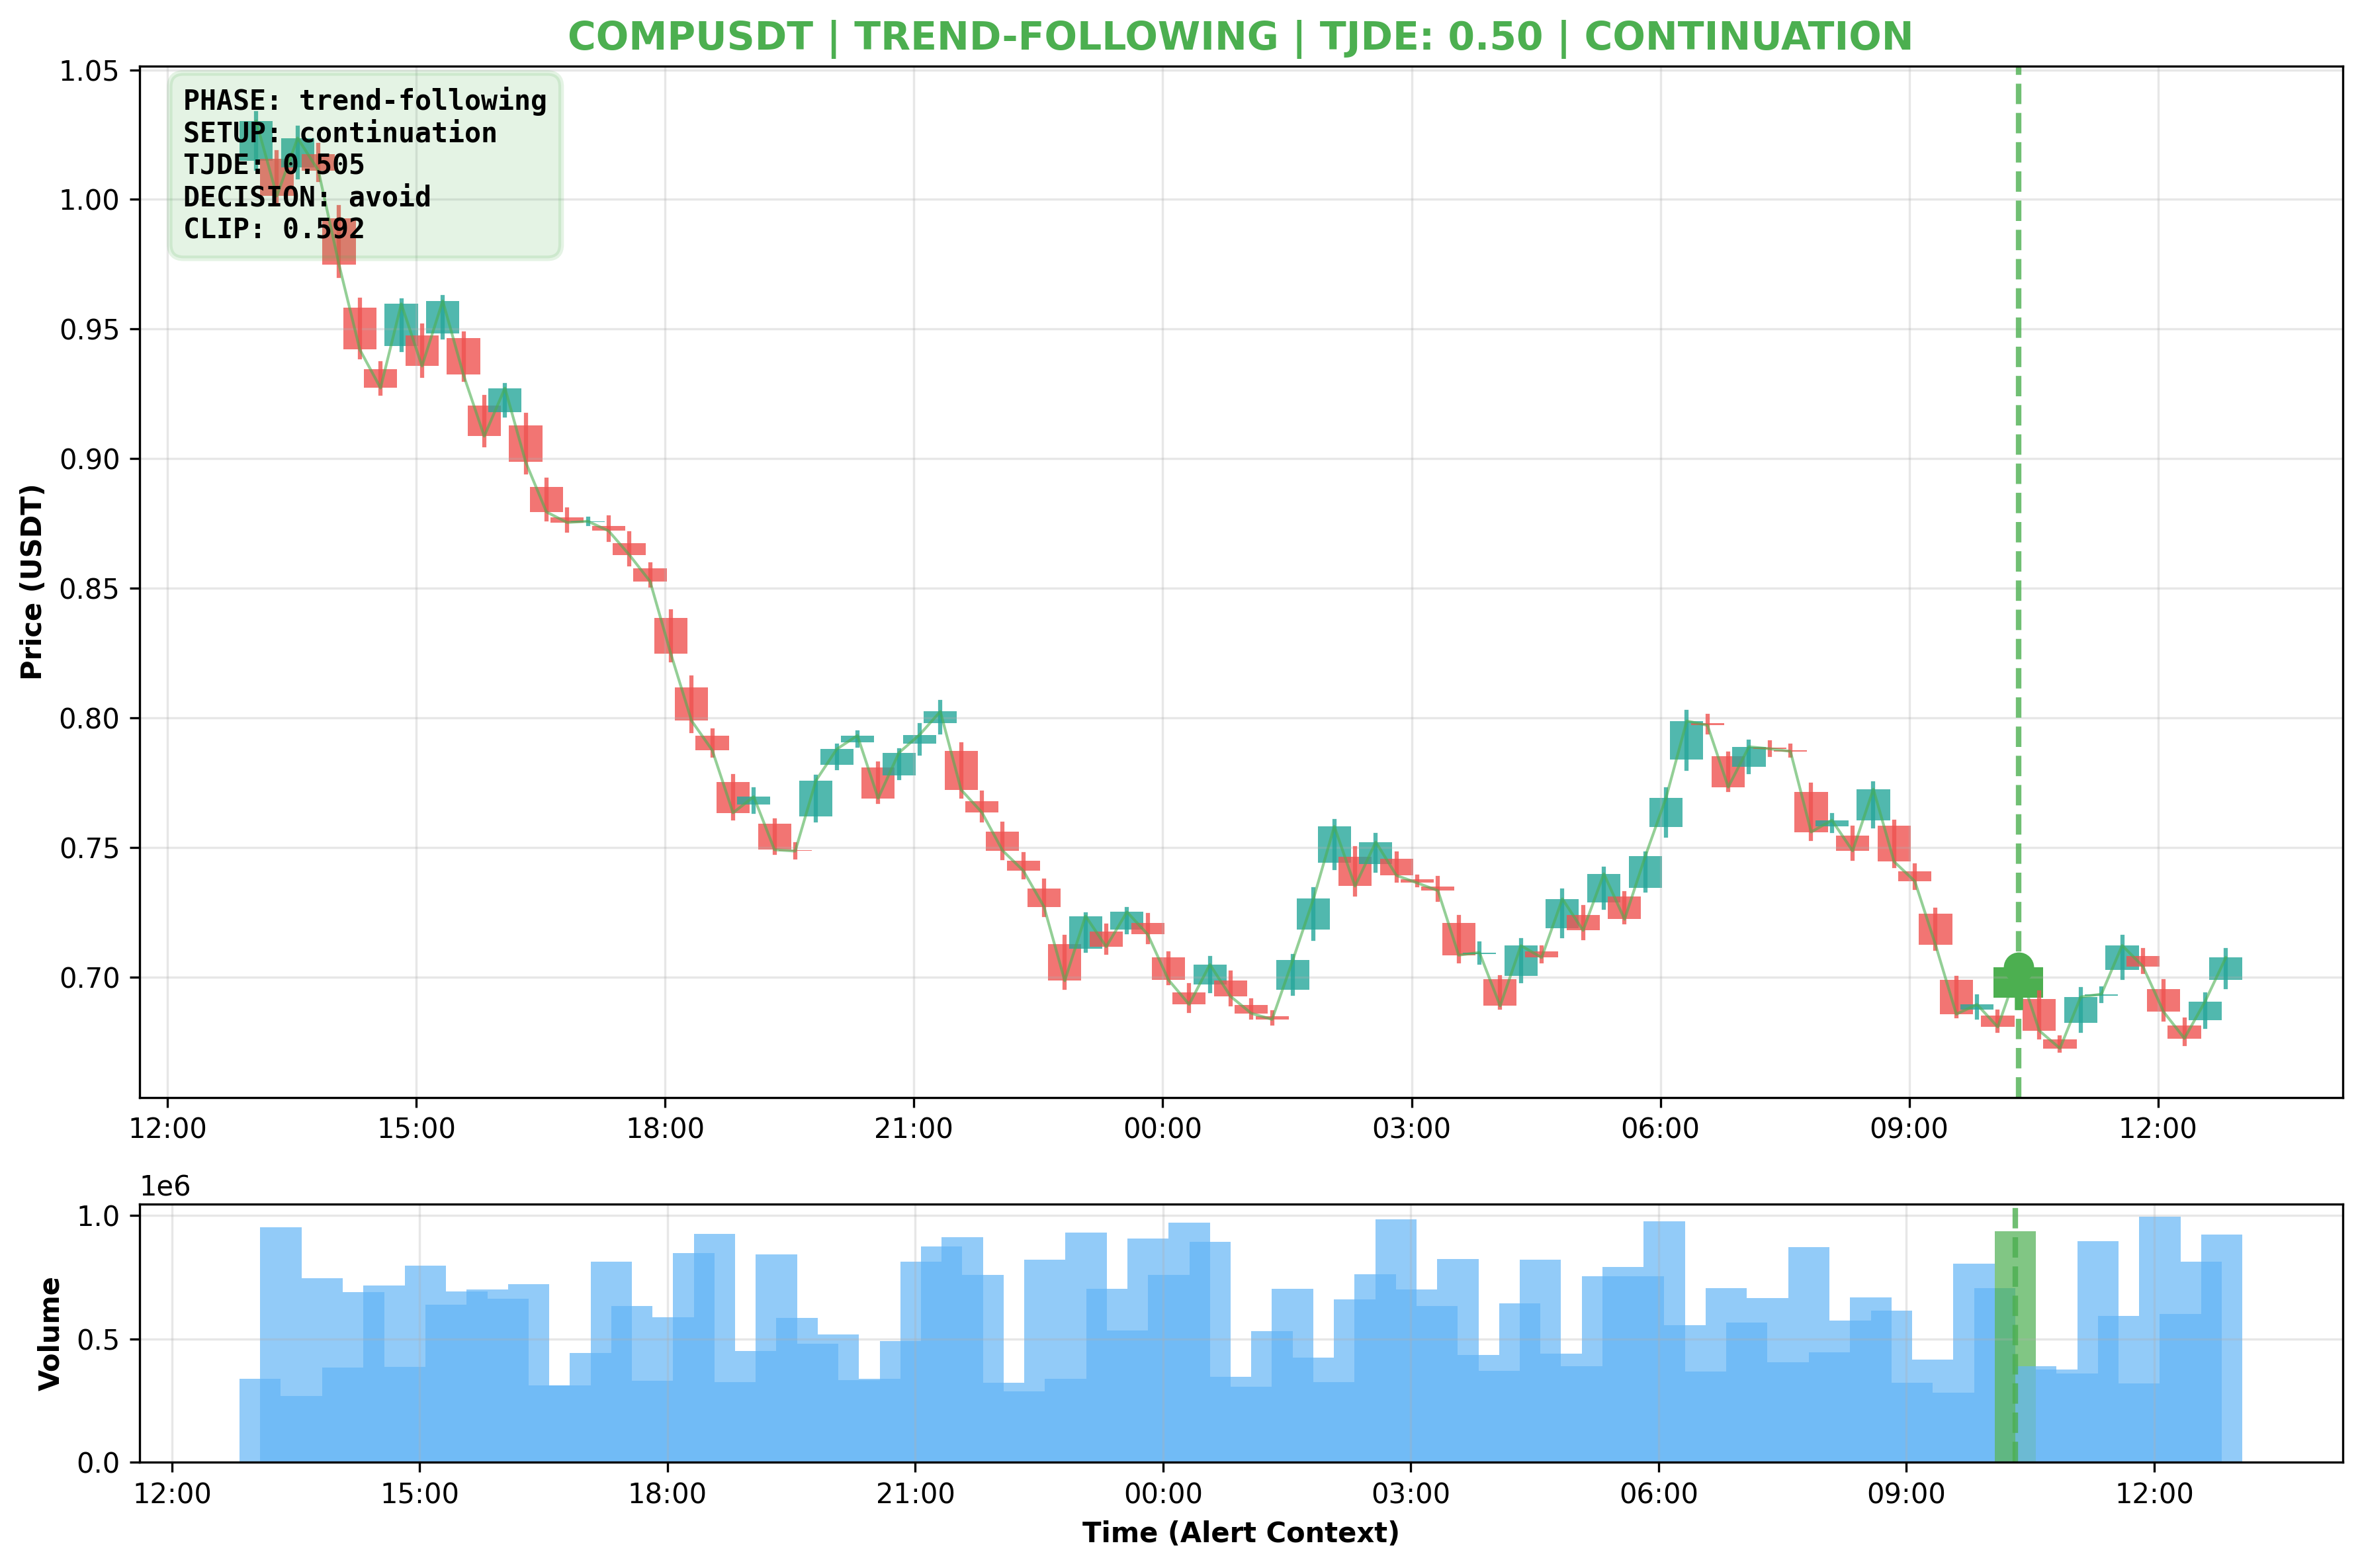 COMPUSDT | TREND-FOLLOWING | TJDE: 0.50 | CONTINUATION
PHASE: trend-following
SETUP: continuation
TJDE: 0.505
DECISION: avoid
CLIP: 0.592
Price (USDT)
1.05
1.00
0.95
0.90
0.85
0.80
0.75
0.70
12:00 15:00 18:00 21:00 00:00 03:00 06:00 09:00 12:00
1e6
Volume
1.0
0.5
0.0
12:00 15:00 18:00 21:00 00:00 03:00 06:00 09:00 12:00
Time (Alert Context)